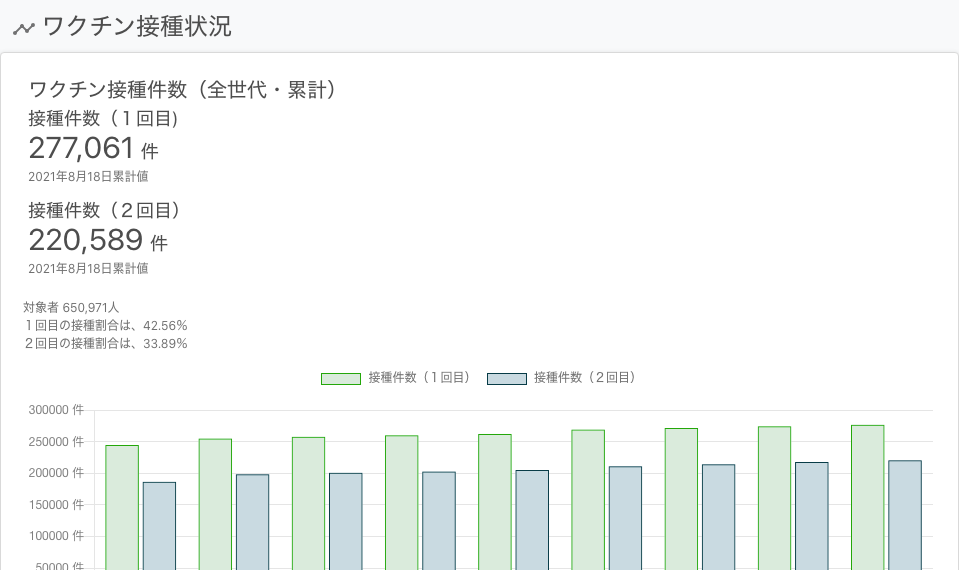 ワクチン接種状況
ワクチン接種件数（全世代・累計）
接種件数（１回目）
277,061 件
2021年8月18日累計値
接種件数（２回目）
220,589 件
2021年8月18日累計値
対象者 650,971人
１回目の接種割合は、42.56%
２回目の接種割合は、33.89%
接種件数（１回目） 接種件数（２回目）
300000 件
250000 件
200000 件
150000 件
100000 件
50000 件